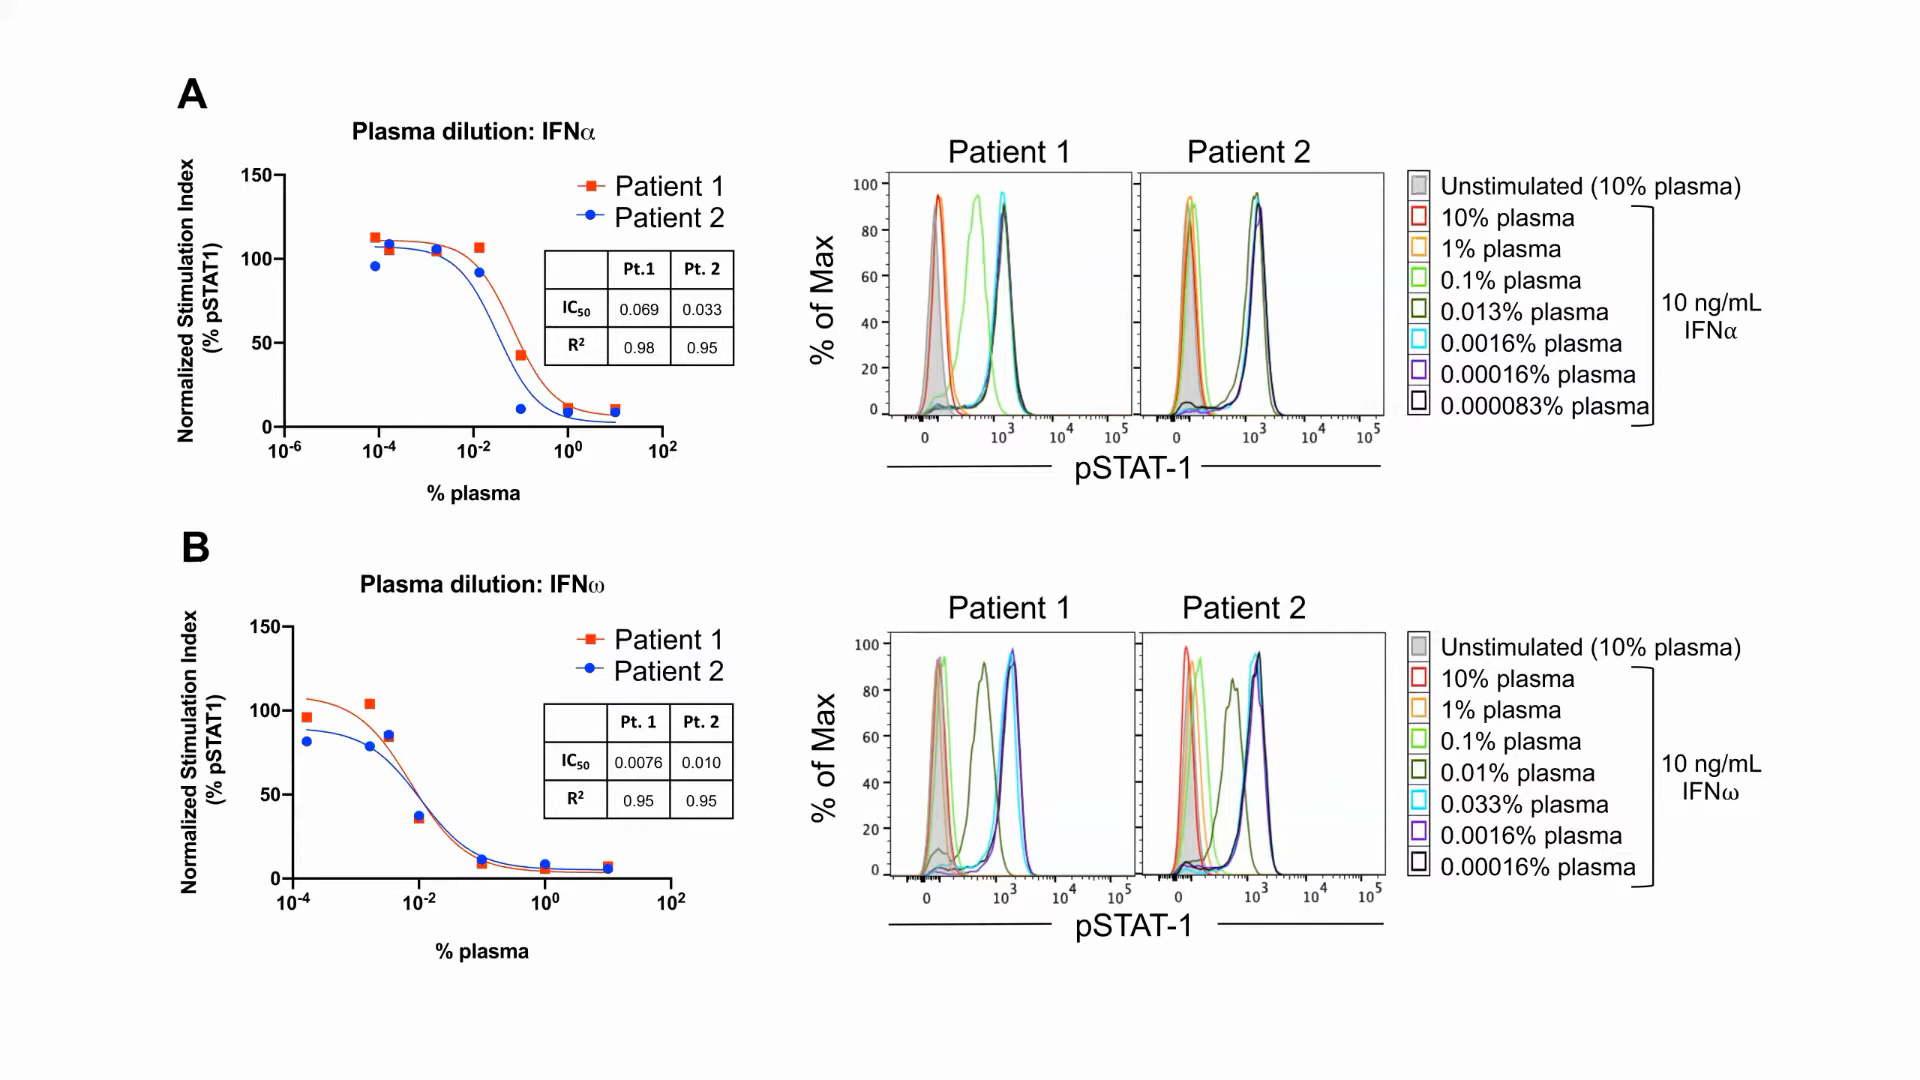 A
Plasma dilution: IFNα
Normalized Stimulation Index
(% pSTAT1)
150
100
50
0
10-6
10-4
10-2
100
102
% plasma
Patient 1
Patient 2
Pt.1 Pt. 2
IC50 0.069 0.033
R2 0.98 0.95
Patient 1
Patient 2
% of Max
100
80
60
40
20
0
0 103 104 105
0 103 104 105
pSTAT-1
Unstimulated (10% plasma)
10% plasma
1% plasma
0.1% plasma
0.013% plasma
0.0016% plasma
0.00016% plasma
0.000083% plasma
10 ng/mL
IFNα
B
Plasma dilution: IFNω
Normalized Stimulation Index
(% pSTAT1)
150
100
50
0
10-4
10-2
100
102
% plasma
Patient 1
Patient 2
Pt. 1 Pt. 2
IC50 0.0076 0.010
R2 0.95 0.95
Patient 1
Patient 2
% of Max
100
80
60
40
20
0
0 103 104 105
0 103 104 105
pSTAT-1
Unstimulated (10% plasma)
10% plasma
1% plasma
0.1% plasma
0.01% plasma
0.033% plasma
0.0016% plasma
0.00016% plasma
10 ng/mL
IFNω